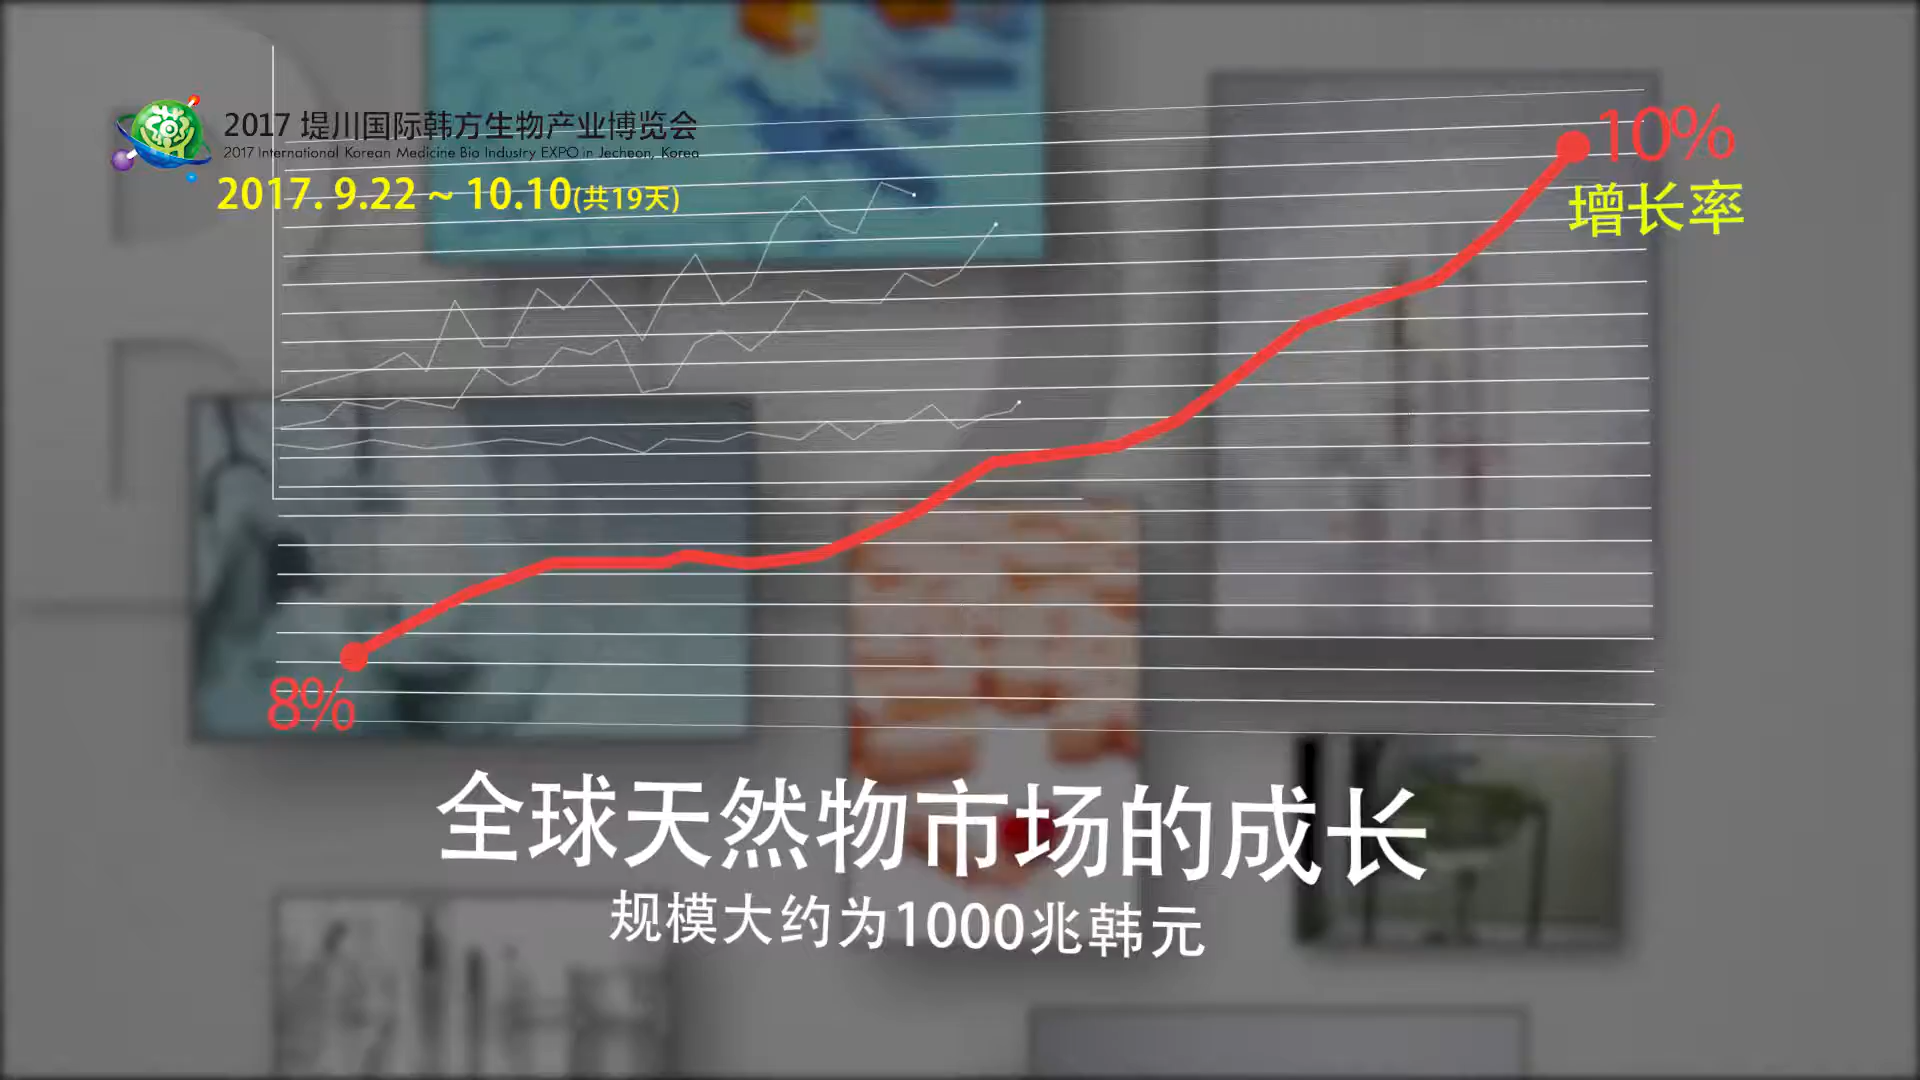 2017 堤川国际韩方生物产业博览会
2017 International Korean Medicine Bio Industry EXPO in Jecheon, Korea
2017. 9.22 ~ 10.10(共19天)
10%
增长率
8%
全球天然物市场的成长
规模大约为1000兆韩元